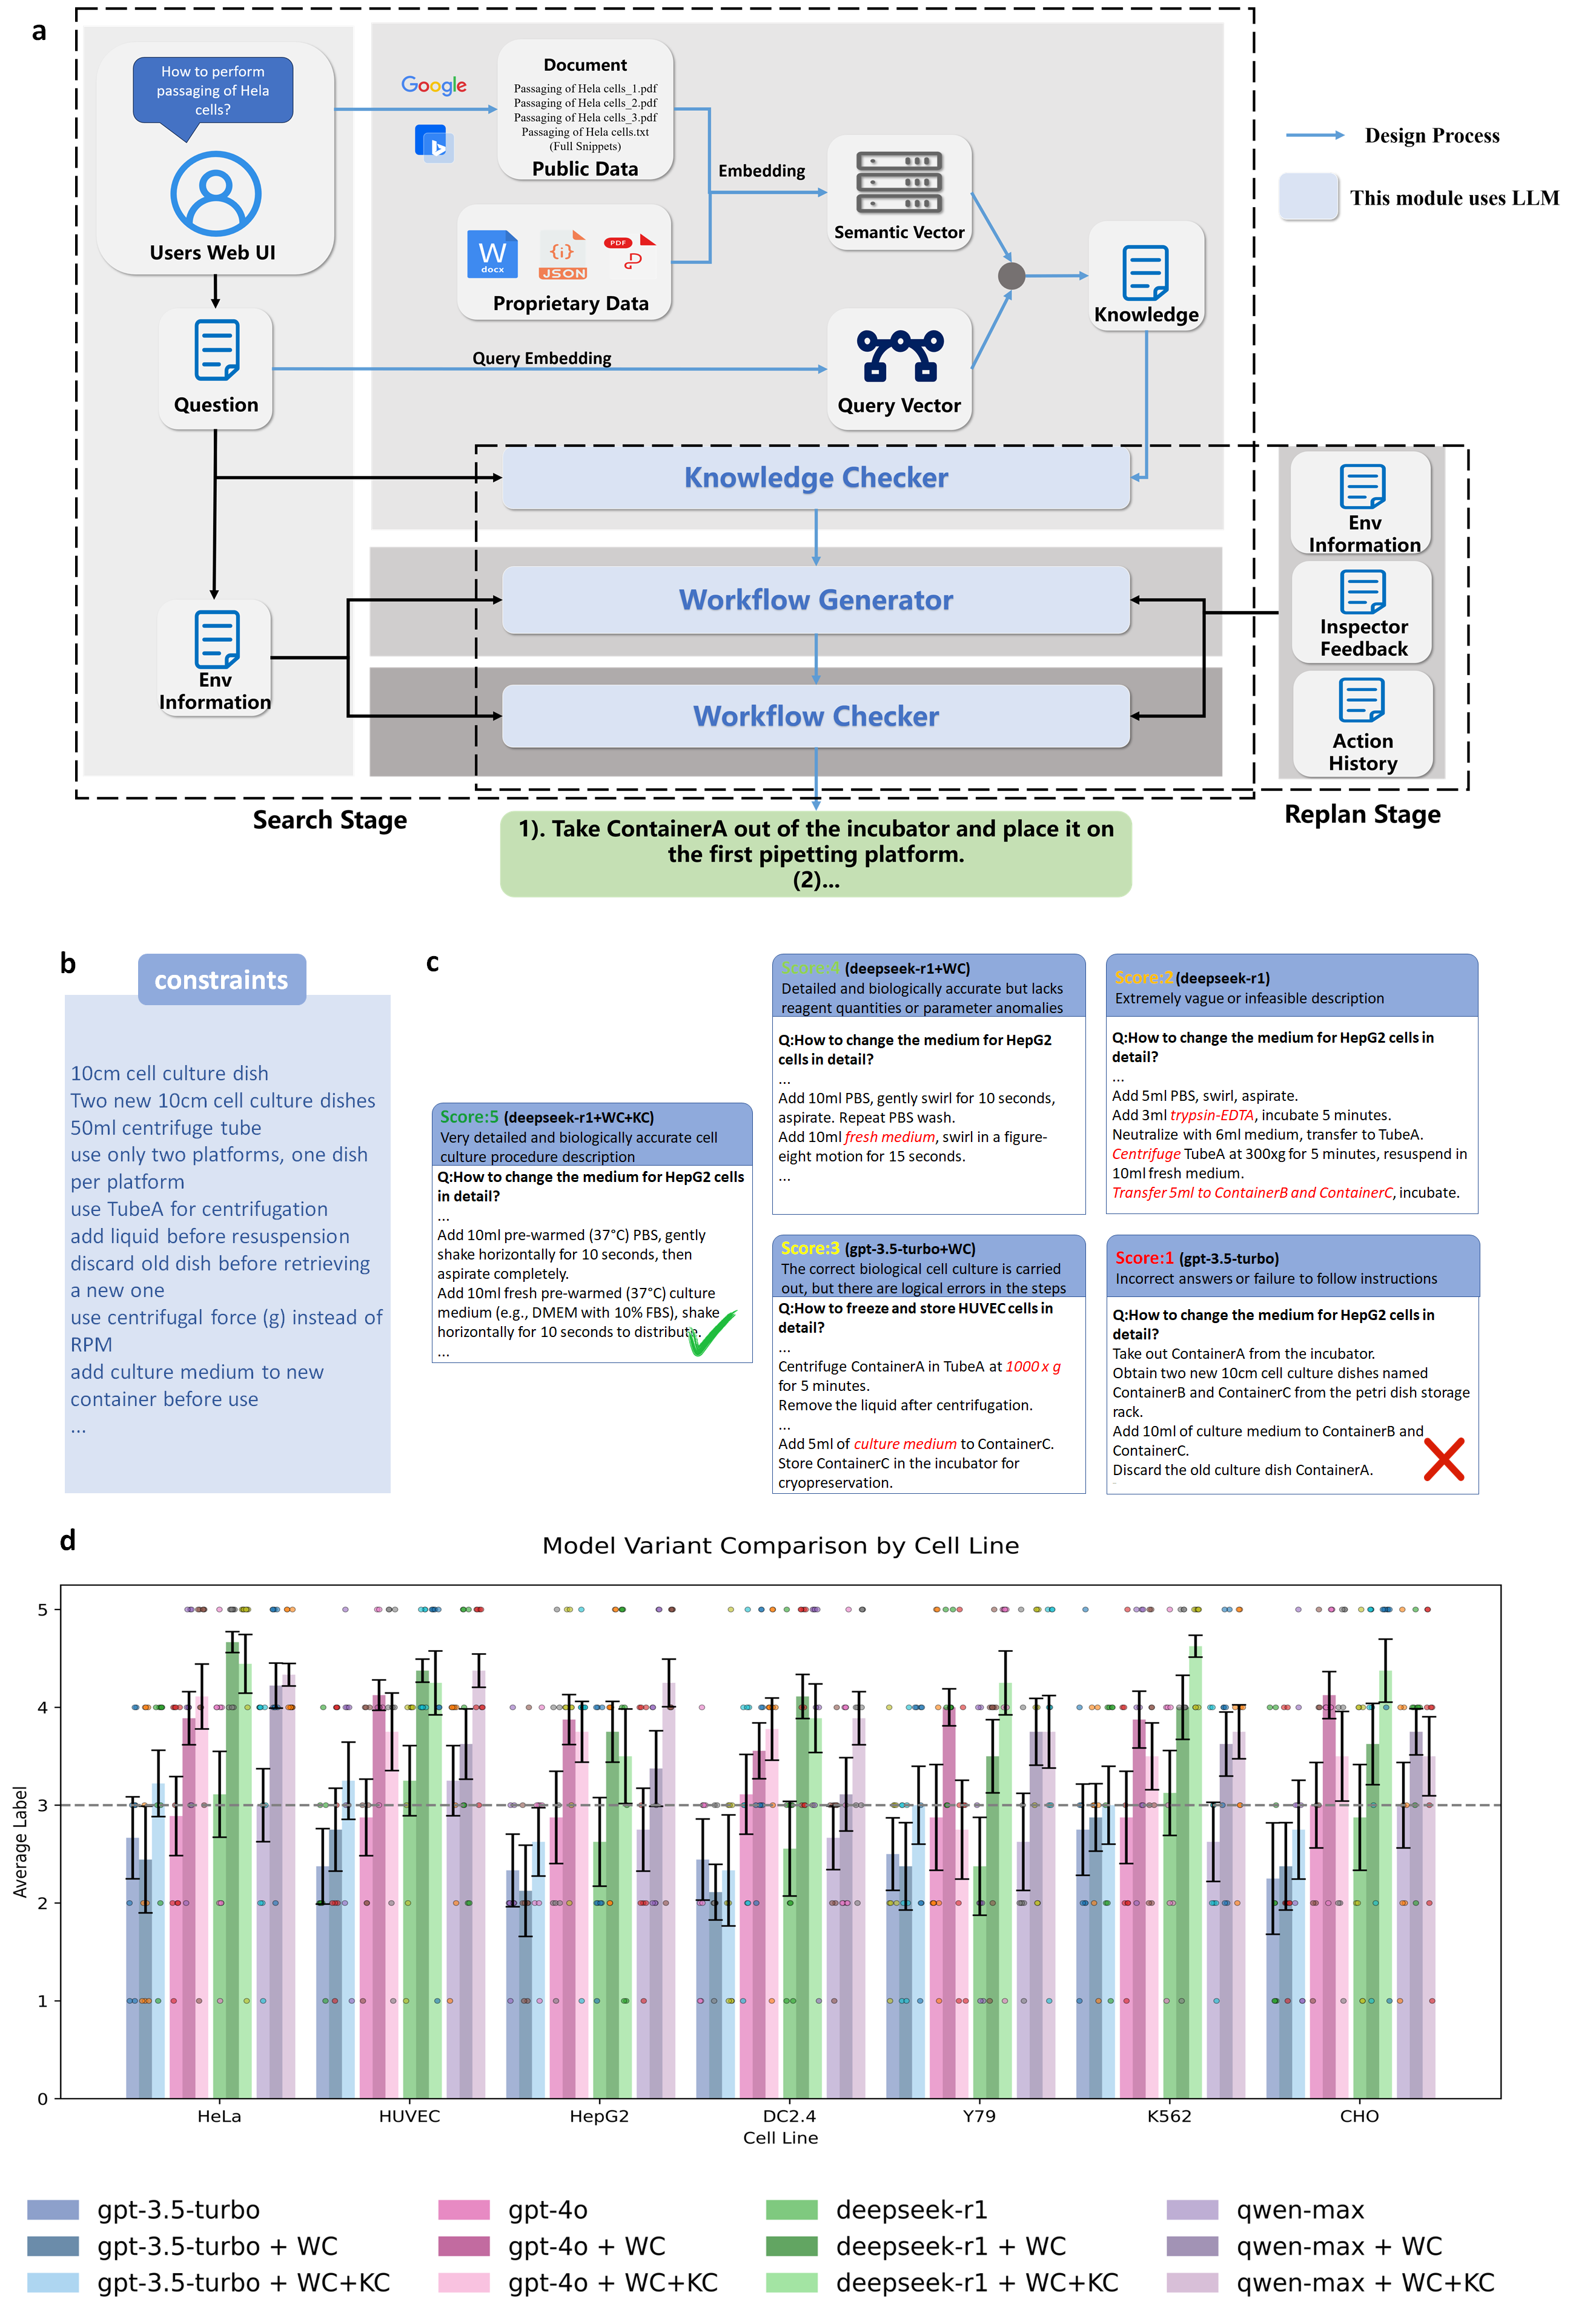 a
How to perform
passaging of Hela
cells?
Users Web UI
Google
Document
Passaging of Hela cells_1.pdf
Passaging of Hela cells_2.pdf
Passaging of Hela cells_3.pdf
Passaging of Hela cells.txt
(Full Snippets)
Public Data
W
docx
{i}
JSON
PDF
Proprietary Data
Embedding
Semantic Vector
Design Process
This module uses LLM
Knowledge
Question
Query Embedding
Query Vector
Knowledge Checker
Workflow Generator
Workflow Checker
Env
Information
Env
Information
Inspector
Feedback
Action
History
Search Stage
Replan Stage
1). Take ContainerA out of the incubator and place it on
the first pipetting platform.
(2)...
b
constraints
10cm cell culture dish
Two new 10cm cell culture dishes
50ml centrifuge tube
use only two platforms, one dish
per platform
use TubeA for centrifugation
add liquid before resuspension
discard old dish before retrieving
a new one
use centrifugal force (g) instead of
RPM
add culture medium to new
container before use
...
c
Score:5 (deepseek-r1+WC+KC)
Very detailed and biologically accurate cell
culture procedure description
Q:How to change the medium for HepG2 cells
in detail?
...
Add 10ml pre-warmed (37°C) PBS, gently
shake horizontally for 10 seconds, then
aspirate completely.
Add 10ml fresh pre-warmed (37°C) culture
medium (e.g., DMEM with 10% FBS), shake
horizontally for 10 seconds to distribute.
...
Score:4 (deepseek-r1+WC)
Detailed and biologically accurate but lacks
reagent quantities or parameter anomalies
Q:How to change the medium for HepG2
cells in detail?
...
Add 10ml PBS, gently swirl for 10 seconds,
aspirate. Repeat PBS wash.
Add 10ml fresh medium, swirl in a figure-
eight motion for 15 seconds.
...
Score:2 (deepseek-r1)
Extremely vague or infeasible description
Q:How to change the medium for HepG2 cells in
detail?
...
Add 5ml PBS, swirl, aspirate.
Add 3ml trypsin-EDTA, incubate 5 minutes.
Neutralize with 6ml medium, transfer to TubeA.
Centrifuge TubeA at 300xg for 5 minutes, resuspend in
10ml fresh medium.
Transfer 5ml to ContainerB and ContainerC, incubate.
Score:3 (gpt-3.5-turbo+WC)
The correct biological cell culture is carried
out, but there are logical errors in the steps
Q:How to freeze and store HUVEC cells in
detail?
...
Centrifuge ContainerA in TubeA at 1000 x g
for 5 minutes.
Remove the liquid after centrifugation.
...
Add 5ml of culture medium to ContainerC.
Store ContainerC in the incubator for
cryopreservation.
Score:1 (gpt-3.5-turbo)
Incorrect answers or failure to follow instructions
Q:How to change the medium for HepG2 cells in
detail?
Take out ContainerA from the incubator.
Obtain two new 10cm cell culture dishes named
ContainerB and ContainerC from the petri dish storage
rack.
Add 10ml of culture medium to ContainerB and
ContainerC.
Discard the old culture dish ContainerA.
d
Model Variant Comparison by Cell Line
Average Label
5
4
3
2
1
0
HeLa HUVEC HepG2 DC2.4 Y79 K562 CHO
Cell Line
gpt-3.5-turbo gpt-4o deepseek-r1 qwen-max
gpt-3.5-turbo + WC gpt-4o + WC deepseek-r1 + WC qwen-max + WC
gpt-3.5-turbo + WC+KC gpt-4o + WC+KC deepseek-r1 + WC+KC qwen-max + WC+KC